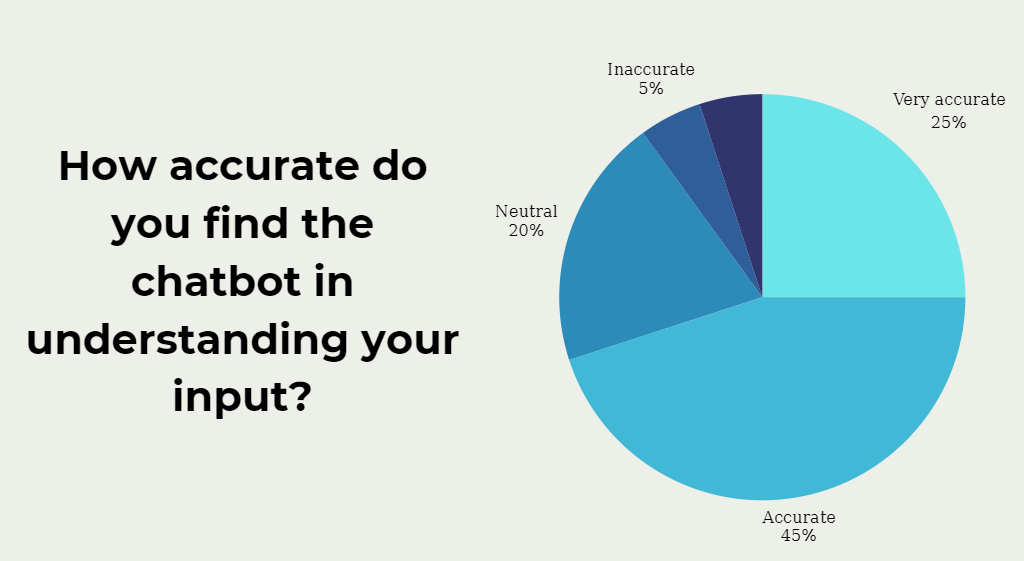 How accurate do
you find the
chatbot in
understanding your
input?
Inaccurate
5%
Very accurate
25%
Neutral
20%
Accurate
45%